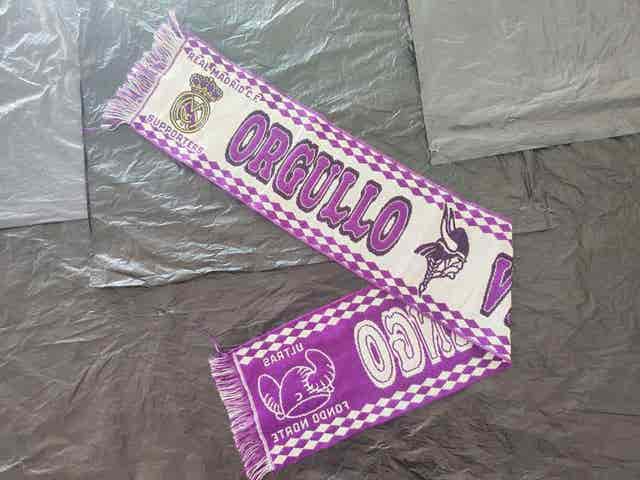 REAL MADRID C.F.
SUPPORTERS
ORGULLO
ULTRAS
FONDO NORTE